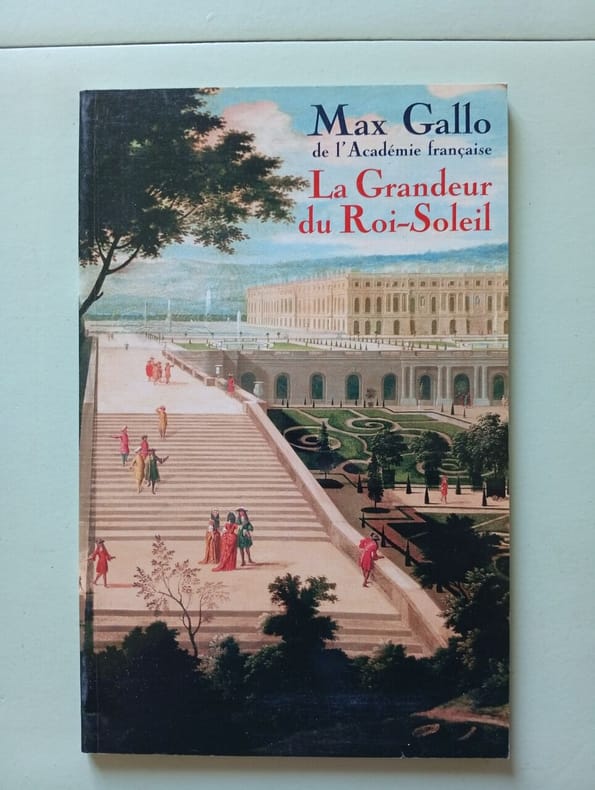 Max Gallo
de l'Académie française
La Grandeur
du Roi-Soleil